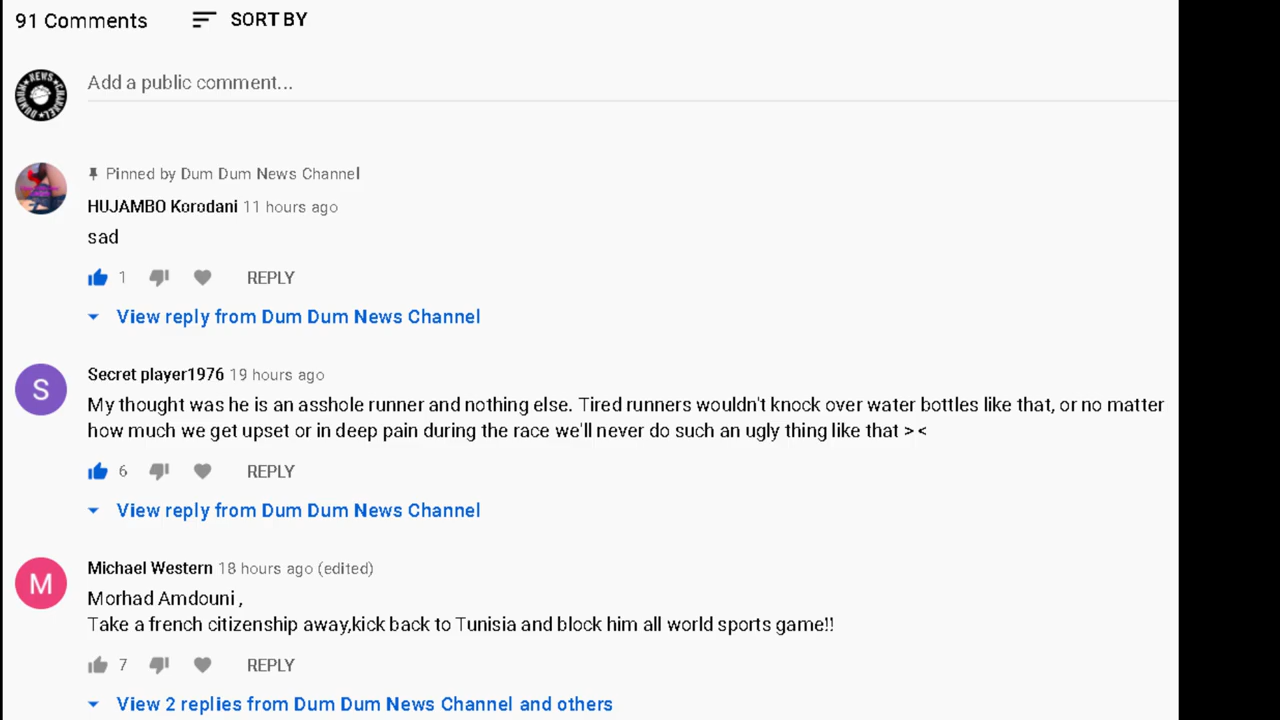 91 Comments SORT BY
Add a public comment...
Pinned by Dum Dum News Channel
HUJAMBO Korodani 11 hours ago
sad
1 REPLY
View reply from Dum Dum News Channel
S
Secret player1976 19 hours ago
My thought was he is an asshole runner and nothing else. Tired runners wouldn't knock over water bottles like that, or no matter
how much we get upset or in deep pain during the race we'll never do such an ugly thing like that > <
6 REPLY
View reply from Dum Dum News Channel
M
Michael Western 18 hours ago (edited)
Morhad Amdouni ,
Take a french citizenship away,kick back to Tunisia and block him all world sports game!!
7 REPLY
View 2 replies from Dum Dum News Channel and others